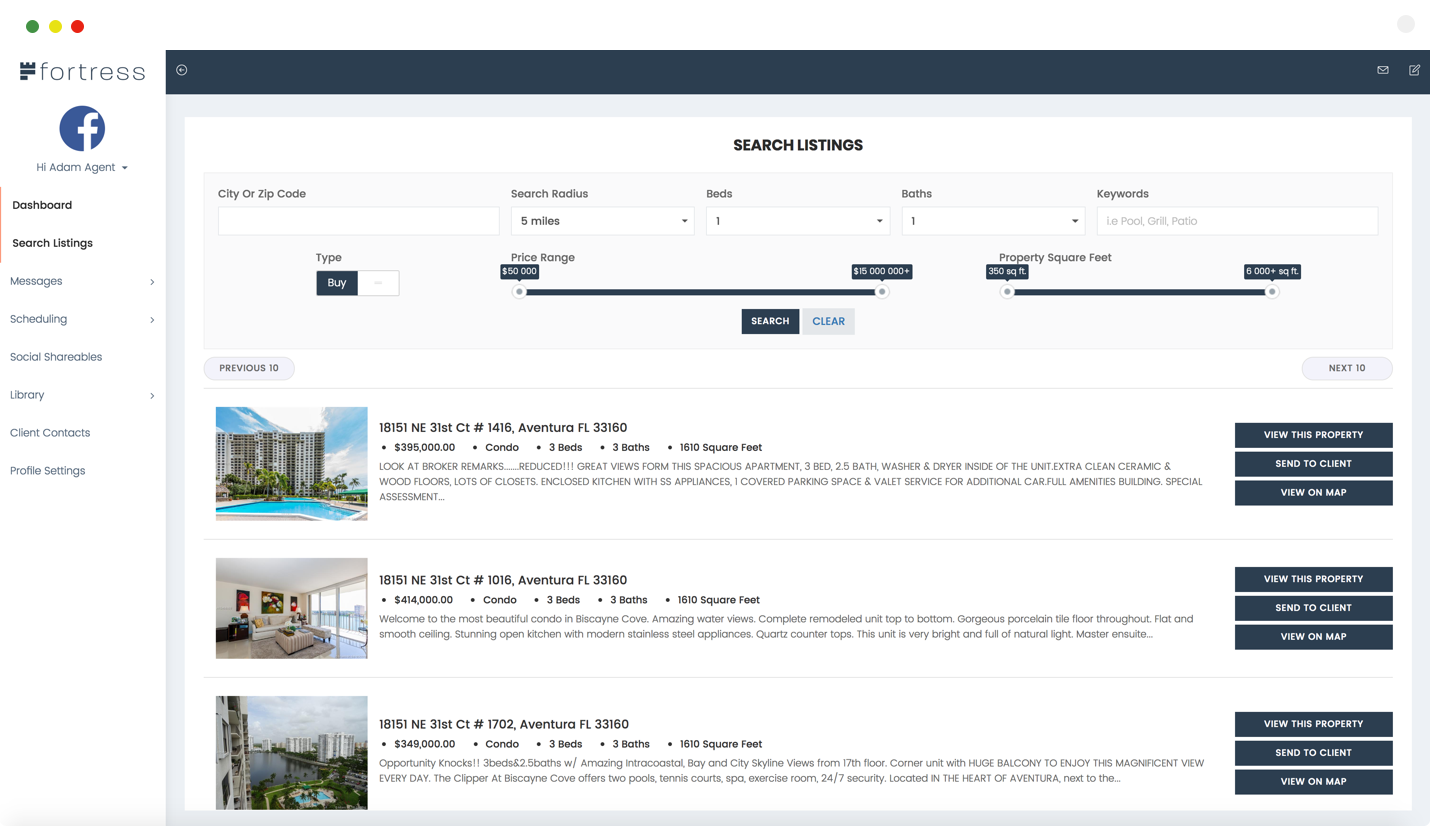 fortress
Hi Adam Agent
Dashboard
Search Listings
Messages
Scheduling
Social Shareables
Library
Client Contacts
Profile Settings
SEARCH LISTINGS
City Or Zip Code
Search Radius
Beds
Baths
Keywords
5 miles
1
1
i.e Pool, Grill, Patio
Type
Price Range
Property Square Feet
$50 000
$15 000 000+
350 sq ft.
6 000+ sq ft.
Buy
SEARCH
CLEAR
PREVIOUS 10
NEXT 10
18151 NE 31st Ct # 1416, Aventura FL 33160
• $395,000.00 • Condo • 3 Beds • 3 Baths • 1610 Square Feet
LOOK AT BROKER REMARKS.......REDUCED!!! GREAT VIEWS FORM THIS SPACIOUS APARTMENT, 3 BED, 2.5 BATH, WASHER & DRYER INSIDE OF THE UNIT.EXTRA CLEAN CERAMIC &
WOOD FLOORS, LOTS OF CLOSETS. ENCLOSED KITCHEN WITH SS APPLIANCES, 1 COVERED PARKING SPACE & VALET SERVICE FOR ADDITIONAL CAR.FULL AMENITIES BUILDING. SPECIAL
ASSESSMENT...
VIEW THIS PROPERTY
SEND TO CLIENT
VIEW ON MAP
18151 NE 31st Ct # 1016, Aventura FL 33160
• $414,000.00 • Condo • 3 Beds • 3 Baths • 1610 Square Feet
Welcome to the most beautiful condo in Biscayne Cove. Amazing water views. Complete remodeled unit top to bottom. Gorgeous porcelain tile floor throughout. Flat and
smooth ceiling. Stunning open kitchen with modern stainless steel appliances. Quartz counter tops. This unit is very bright and full of natural light. Master ensuite...
VIEW THIS PROPERTY
SEND TO CLIENT
VIEW ON MAP
18151 NE 31st Ct # 1702, Aventura FL 33160
• $349,000.00 • Condo • 3 Beds • 3 Baths • 1610 Square Feet
Opportunity Knocks!! 3beds&2.5baths w/ Amazing Intracoastal, Bay and City Skyline Views from 17th floor. Corner unit with HUGE BALCONY TO ENJOY THIS MAGNIFICENT VIEW
EVERY DAY. The Clipper At Biscayne Cove offers two pools, tennis courts, spa, exercise room, 24/7 security. Located IN THE HEART OF AVENTURA, next to the...
VIEW THIS PROPERTY
SEND TO CLIENT
VIEW ON MAP